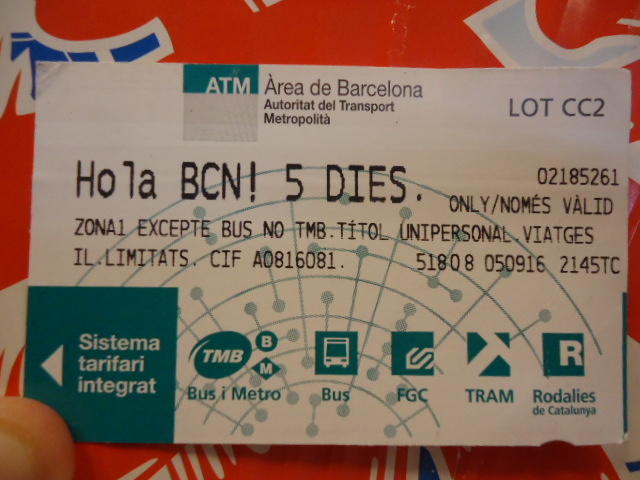 ATM Àrea de Barcelona
Autoritat del Transport
Metropolità
LOT CC2
Hola BCN! 5 DIES.
02185261
ONLY/NOMÉS VÀLID
ZONA1 EXCEPTE BUS NO TMB.TÍTOL UNIPERSONAL.VIATGES
IL.LIMITATS. CIF A0816081. 51808 050916 2145TC
Sistema
tarifari
integrat
TMB B M
Bus i Metro
Bus
FGC
TRAM
R
Rodalies
de Catalunya